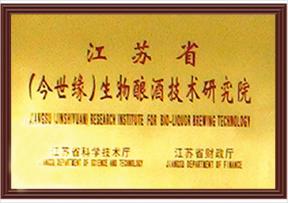 江苏省
(今世缘)生物酿酒技术研究院
JIANGSU (JINSHIYUAN) RESEARCH INSTITUTE FOR BIO-LIQUOR BREWING TECHNOLOGY
江苏省科学技术厅 江苏省财政厅
JIANGSU DEPARTMENT OF SCIENCE AND TECHNOLOGY JIANGSU DEPARTMENT OF FINANCE